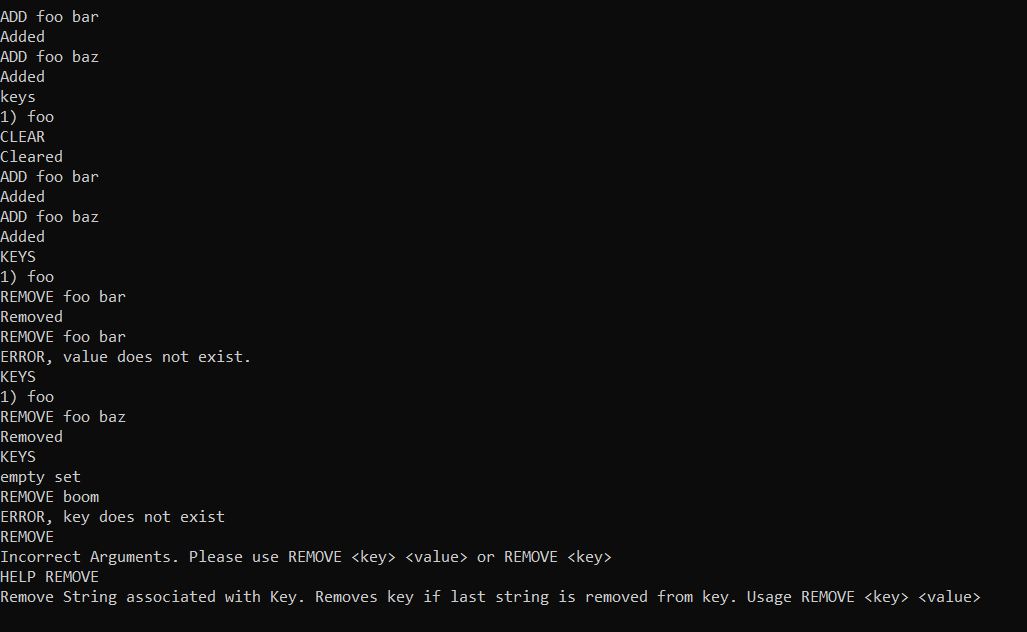 ADD foo bar
Added
ADD foo baz
Added
keys
1) foo
CLEAR
Cleared
ADD foo bar
Added
ADD foo baz
Added
KEYS
1) foo
REMOVE foo bar
Removed
REMOVE foo bar
ERROR, value does not exist.
KEYS
1) foo
REMOVE foo baz
Removed
KEYS
empty set
REMOVE boom
ERROR, key does not exist
REMOVE
Incorrect Arguments. Please use REMOVE <key> <value> or REMOVE <key>
HELP REMOVE
Remove String associated with Key. Removes key if last string is removed from key. Usage REMOVE <key> <value>